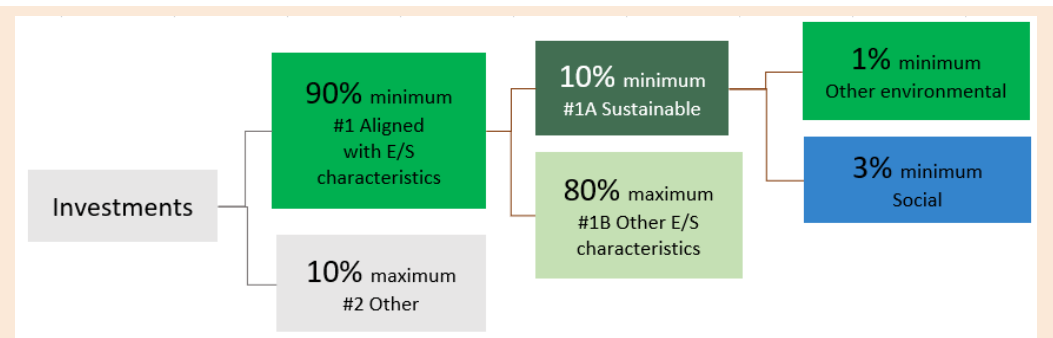 Investments
90% minimum
#1 Aligned
with E/S
characteristics
10% maximum
#2 Other
10% minimum
#1A Sustainable
80% maximum
#1B Other E/S
characteristics
1% minimum
Other environmental
3% minimum
Social